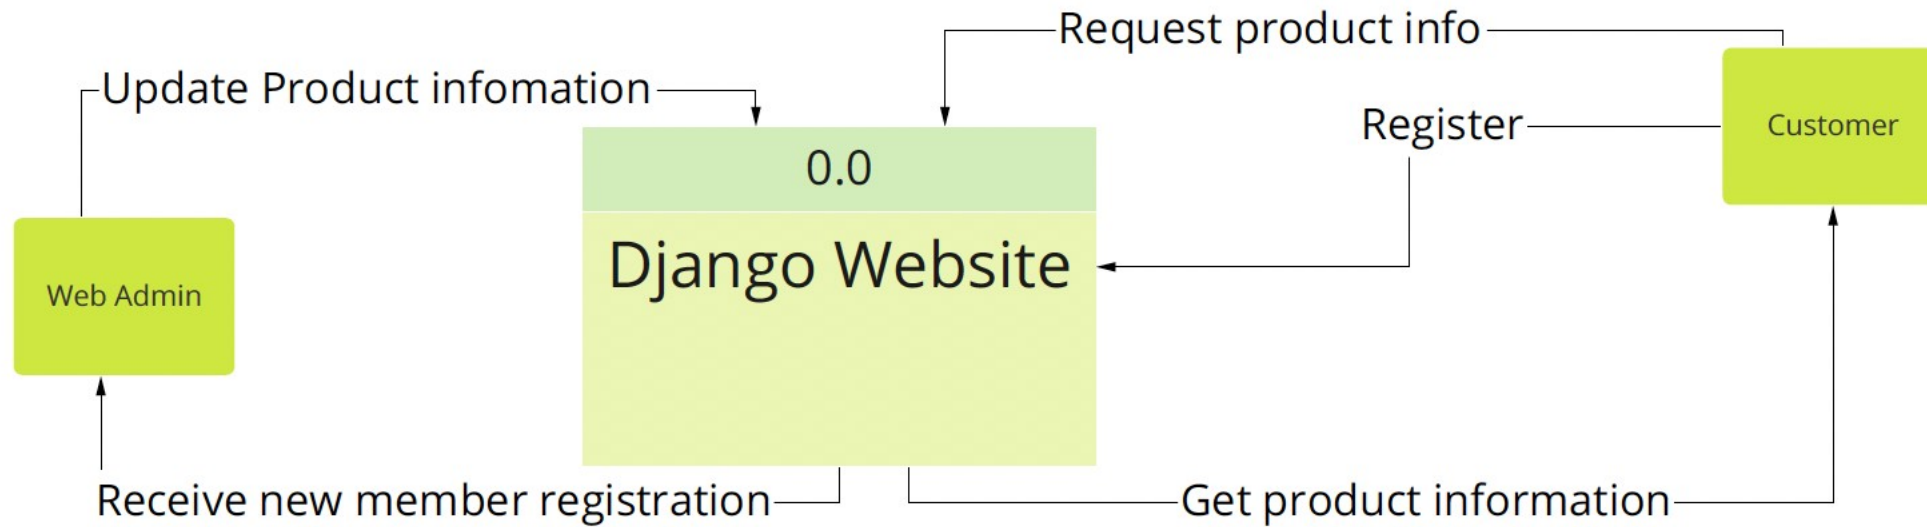 Request product info
Update Product infomation
Register
Customer
0.0
Django Website
Web Admin
Receive new member registration
Get product information